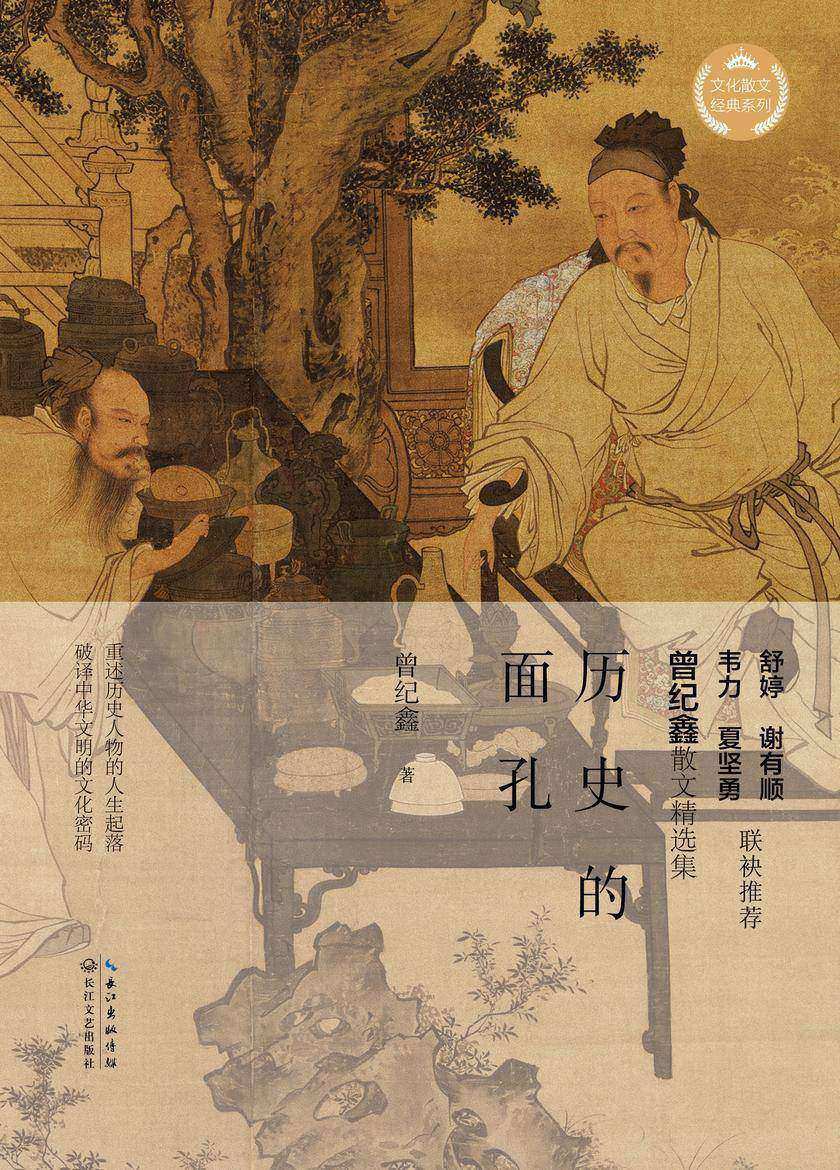 文化散文
经典系列
舒婷 谢有顺
韦力 夏坚勇
联袂推荐
曾纪鑫散文精选集
历史的
面孔
曾纪鑫 著
重述历史人物的人生起落
破译中华文明的文化密码
长江出版传媒
长江文艺出版社